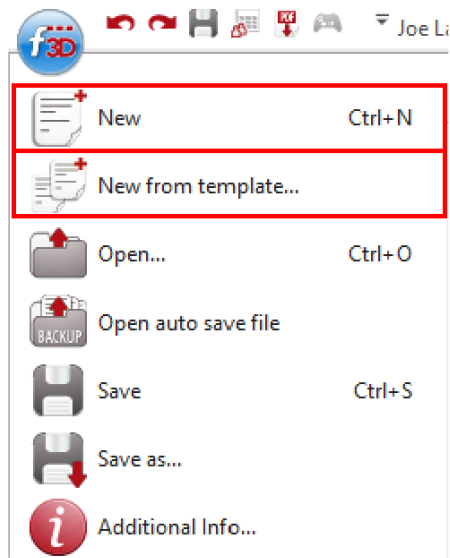 f3D
PDF
Joe La
New Ctrl+N
New from template...
Open... Ctrl+O
BACKUP
Open auto save file
Save Ctrl+S
Save as...
i
Additional Info...